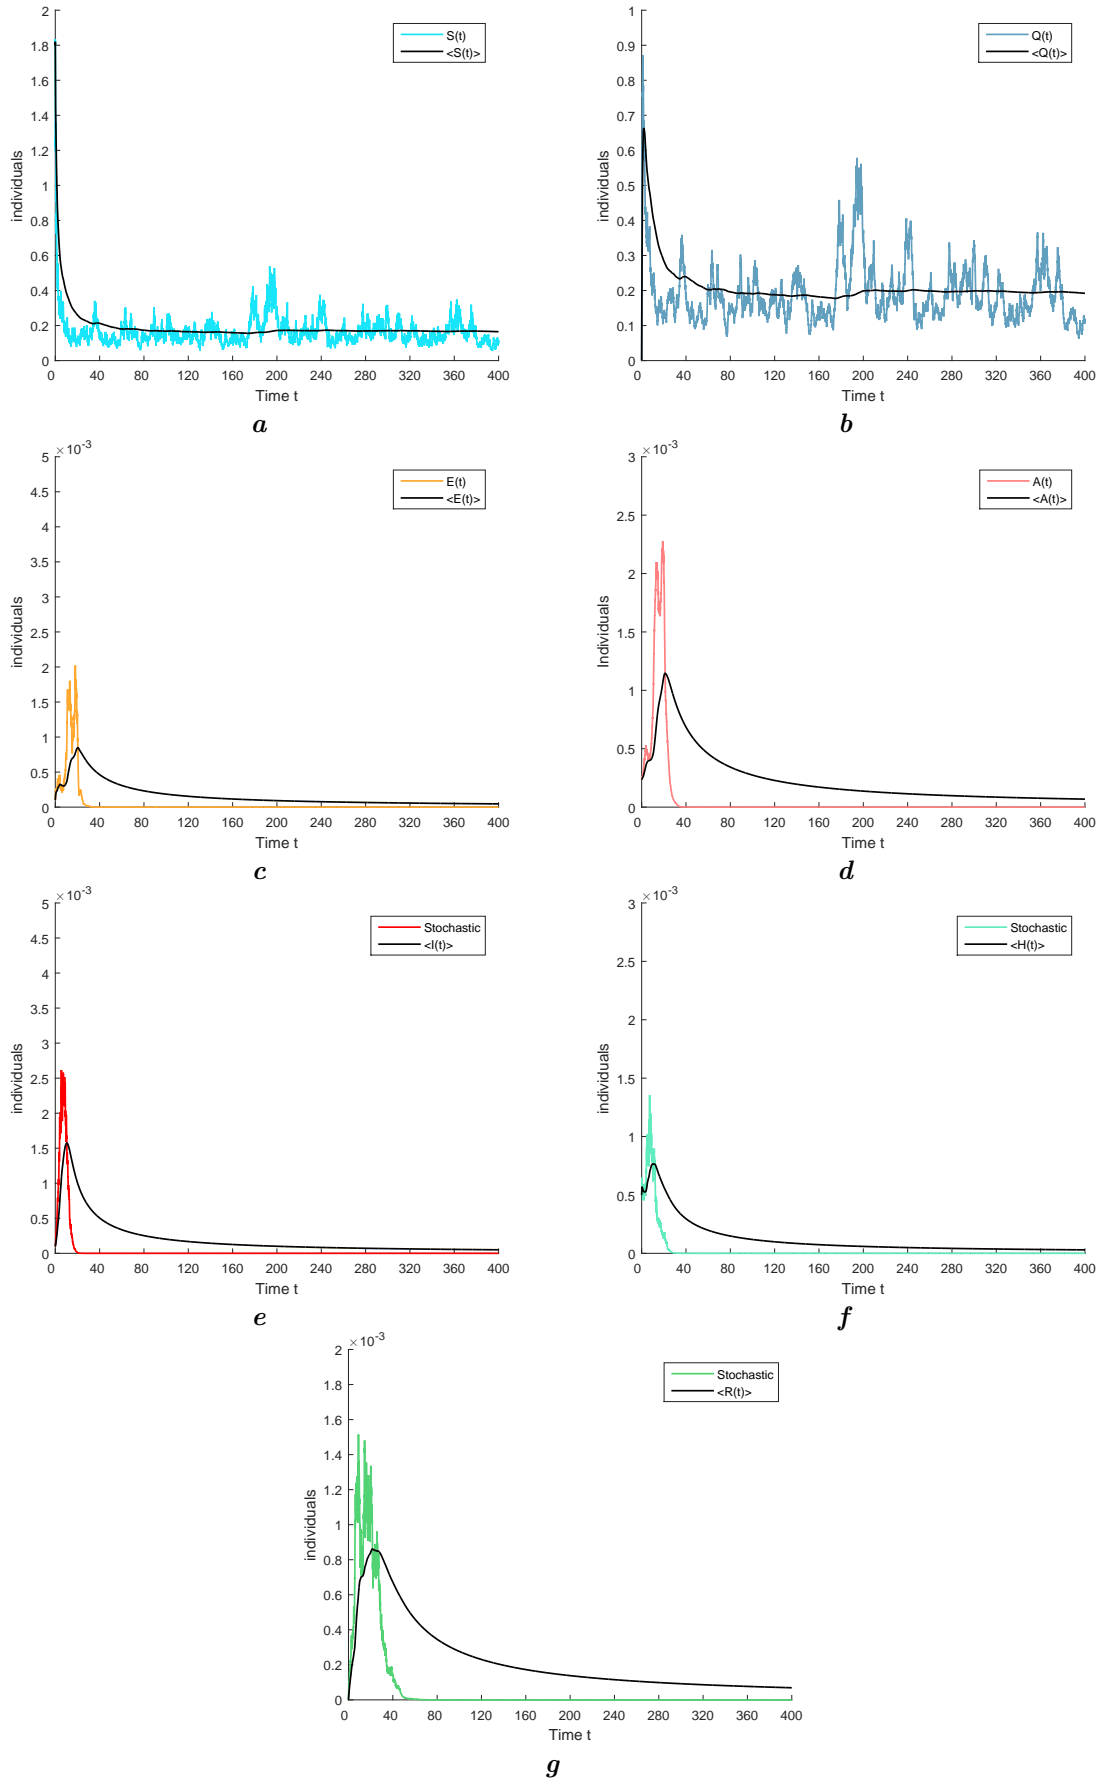 2
1.8
1.6
1.4
1.2
1
0.8
0.6
0.4
0.2
0
individuals
S(t)
<S(t)>
0 40 80 120 160 200 240 280 320 360 400
Time t
a
1
0.9
0.8
0.7
0.6
0.5
0.4
0.3
0.2
0.1
0
individuals
Q(t)
<Q(t)>
0 40 80 120 160 200 240 280 320 360 400
Time t
b
×10-3
5
4.5
4
3.5
3
2.5
2
1.5
1
0.5
0
individuals
E(t)
<E(t)>
0 40 80 120 160 200 240 280 320 360 400
Time t
c
×10-3
3
2.5
2
1.5
1
0.5
0
Individuals
A(t)
<A(t)>
0 40 80 120 160 200 240 280 320 360 400
Time t
d
×10-3
5
4.5
4
3.5
3
2.5
2
1.5
1
0.5
0
individuals
Stochastic
<I(t)>
0 40 80 120 160 200 240 280 320 360 400
Time t
e
×10-3
3
2.5
2
1.5
1
0.5
0
individuals
Stochastic
<H(t)>
0 40 80 120 160 200 240 280 320 360 400
Time t
f
×10-3
2
1.8
1.6
1.4
1.2
1
0.8
0.6
0.4
0.2
0
individuals
Stochastic
<R(t)>
0 40 80 120 160 200 240 280 320 360 400
Time t
g